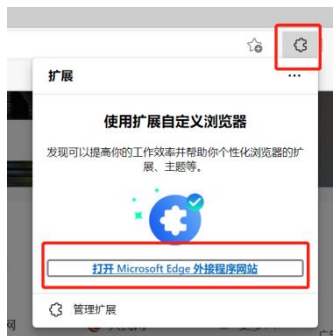 扩展
使用扩展自定义浏览器
发现可以提高你的工作效率并帮助你个性化浏览器的扩
展、主题等。
打开 Microsoft Edge 外接程序网站
管理扩展
网